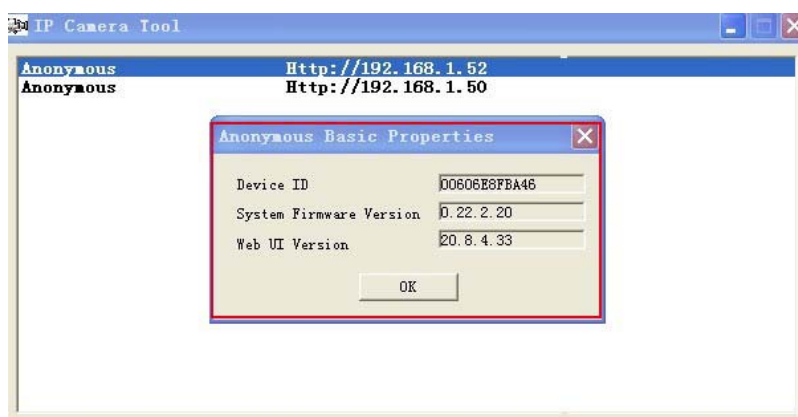 IP Camera Tool
Anonymous Http://192.168.1.52
Anonymous Http://192.168.1.50
Anonymous Basic Properties
Device ID 00606E8FBA46
System Firmware Version 0.22.2.20
Web UI Version 20.8.4.33
OK